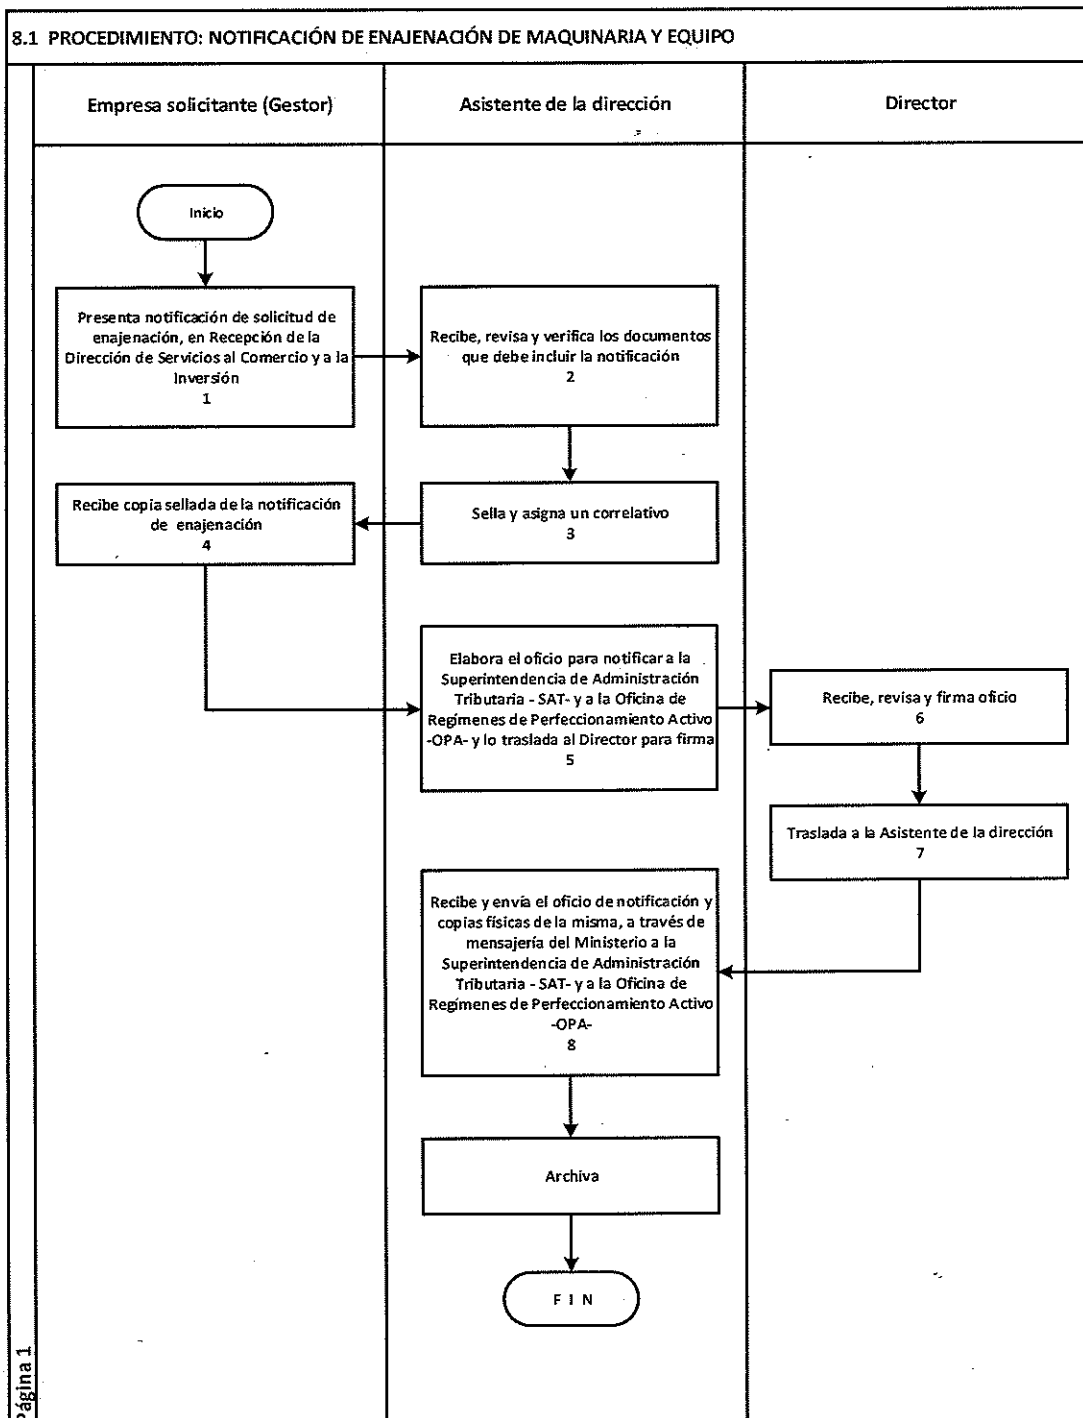 8.1 PROCEDIMIENTO: NOTIFICACIÓN DE ENAJENACIÓN DE MAQUINARIA Y EQUIPO
Empresa solicitante (Gestor)
Asistente de la dirección
Director
Inicio
Presenta notificación de solicitud de
enajenación, en Recepción de la
Dirección de Servicios al Comercio y a la
Inversión
1
Recibe, revisa y verifica los documentos
que debe incluir la notificación
2
Sella y asigna un correlativo
3
Recibe copia sellada de la notificación
de enajenación
4
Elabora el oficio para notificar a la
Superintendencia de Administración
Tributaria - SAT- y a la Oficina de
Regímenes de Perfeccionamiento Activo
-OPA- y lo traslada al Director para firma
5
Recibe, revisa y firma oficio
6
Traslada a la Asistente de la dirección
7
Recibe y envía el oficio de notificación y
copias físicas de la misma, a través de
mensajería del Ministerio a la
Superintendencia de Administración
Tributaria - SAT- y a la Oficina de
Regímenes de Perfeccionamiento Activo
-OPA-
8
Archiva
F I N
Página 1